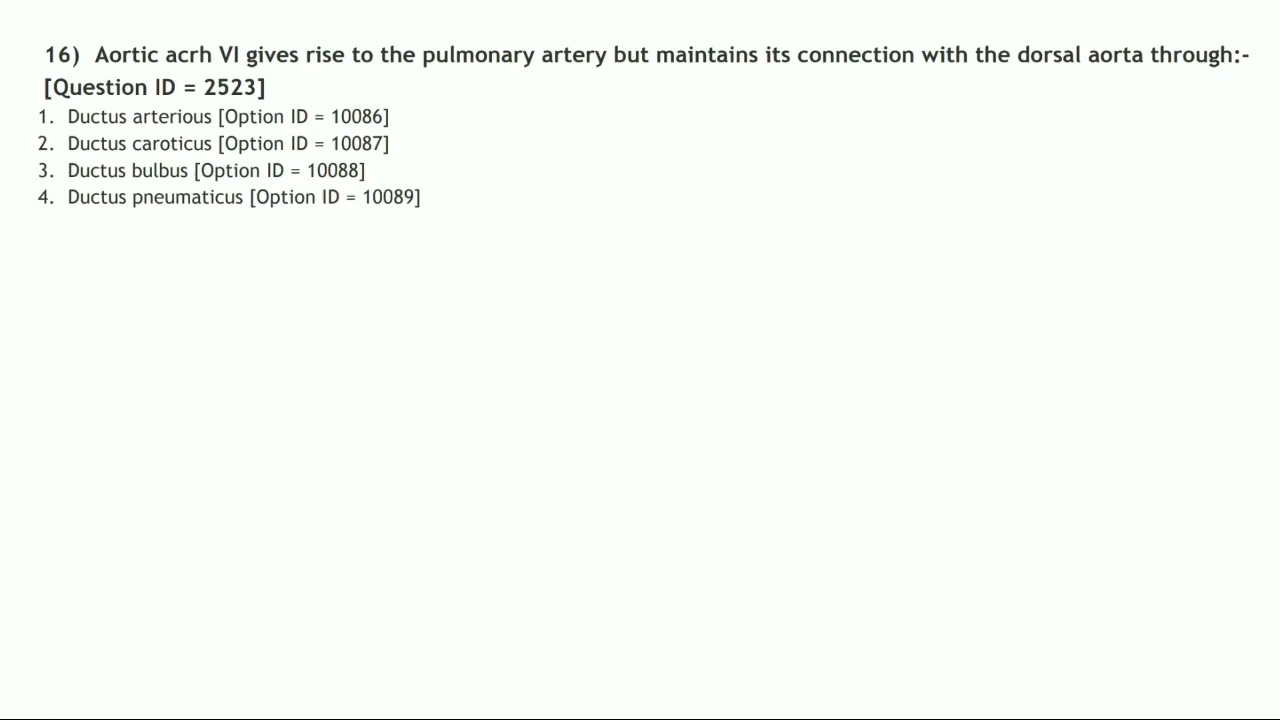 16) Aortic acrh VI gives rise to the pulmonary artery but maintains its connection with the dorsal aorta through:-
[Question ID = 2523]
1. Ductus arterious [Option ID = 10086]
2. Ductus caroticus [Option ID = 10087]
3. Ductus bulbus [Option ID = 10088]
4. Ductus pneumaticus [Option ID = 10089]